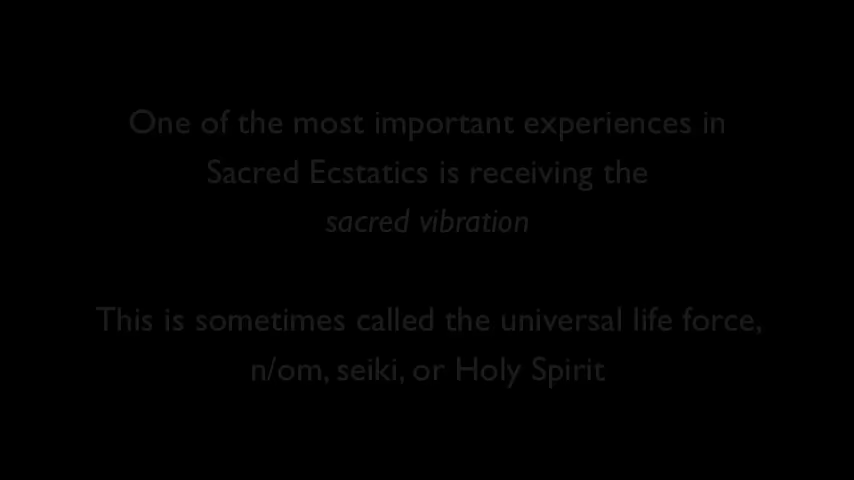 One of the most important experiences in
Sacred Ecstatics is receiving the
sacred vibration
This is sometimes called the universal life force,
n/om, seiki, or Holy Spirit